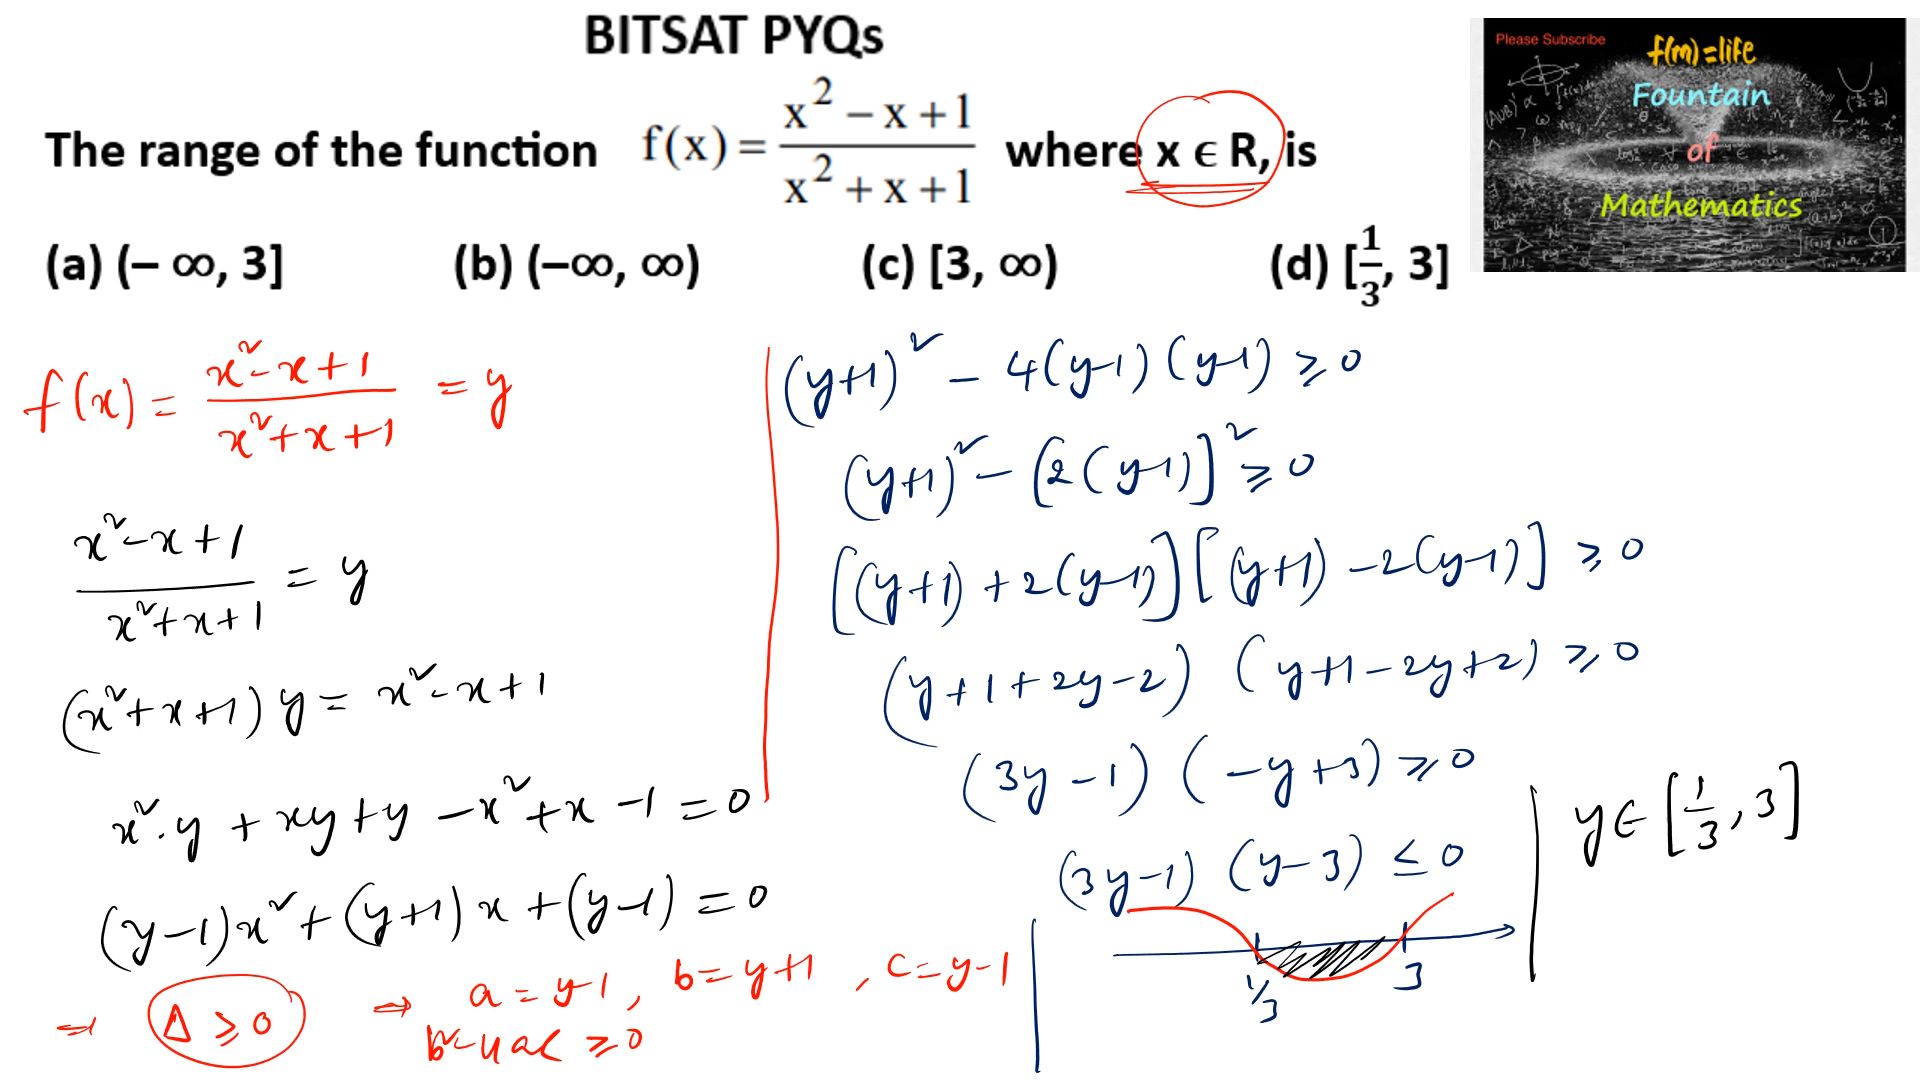 BITSAT PYQs
The range of the function f(x) = (x² − x + 1)/(x² + x + 1) where x ∈ R, is
(a) (– ∞, 3]  (b) (–∞, ∞)  (c) [3, ∞)  (d) [1/3, 3]
Please Subscribe
f(m)=life
Fountain
of
Mathematics
f(x) = (x²-x+1)/(x²+x+1) = y
(x²-x+1)/(x²+x+1) = y
(x²+x+1) y = x²-x+1
x².y + xy+y -x²+x -1 = 0
(y-1)x² + (y+1)x + (y-1) = 0
⇒ Δ ≥ 0 ⇒ a = y-1, b = y+1, c = y-1
b²-4ac ≥ 0
(y+1)² - 4(y-1)(y-1) ≥ 0
(y+1)² - [2(y-1)]² ≥ 0
[(y+1) + 2(y-1)] [(y+1) - 2(y-1)] ≥ 0
(y+1+2y-2) (y+1-2y+2) ≥ 0
(3y-1) (-y+3) ≥ 0
(3y-1) (y-3) ≤ 0
1/3 3
y∈ [1/3, 3]